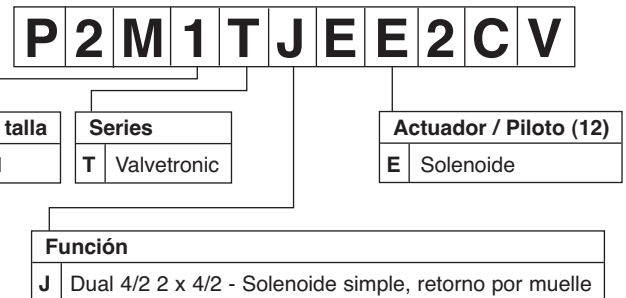 P2M1TJEE2CV
talla
Series
T Valvetronic
Actuador / Piloto (12)
E Solenoide
Función
J Dual 4/2 2 x 4/2 - Solenoide simple, retorno por muelle